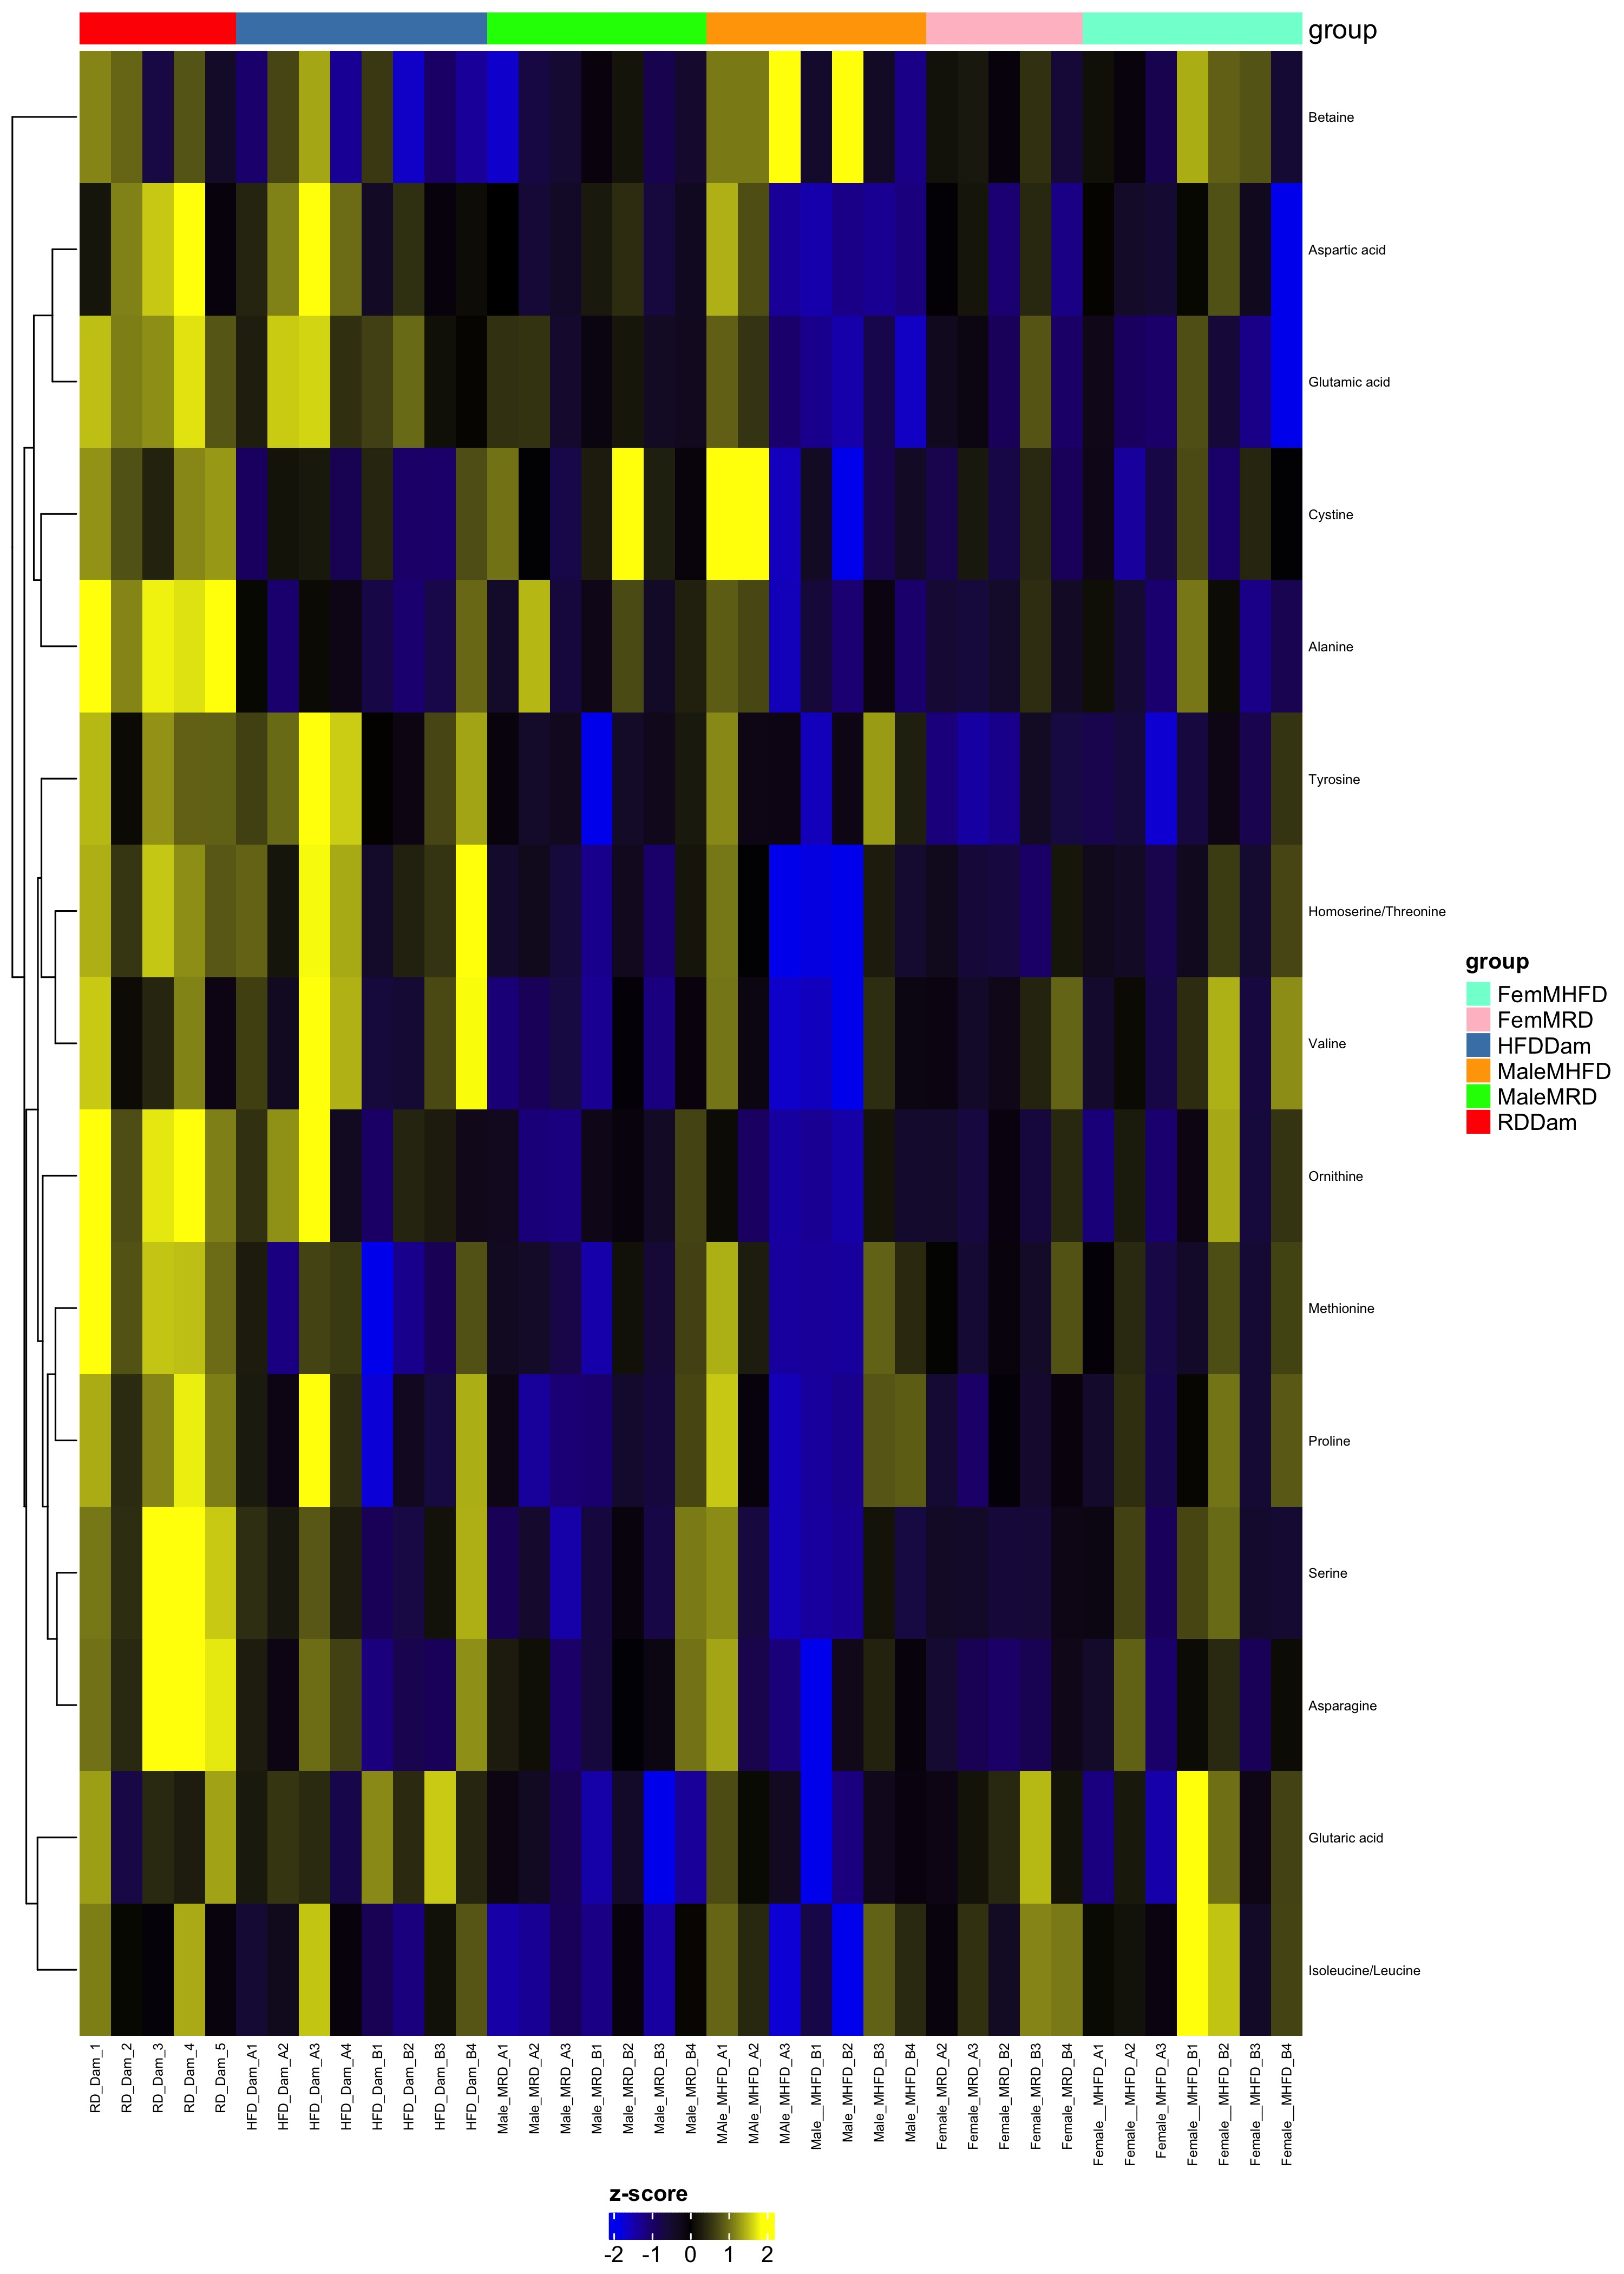 group
Betaine
Aspartic acid
Glutamic acid
Cystine
Alanine
Tyrosine
Homoserine/Threonine
Valine
Ornithine
Methionine
Proline
Serine
Asparagine
Glutaric acid
Isoleucine/Leucine
group
FemMHFD
FemMRD
HFDDam
MaleMHFD
MaleMRD
RDDam
RD_Dam_1
RD_Dam_2
RD_Dam_3
RD_Dam_4
RD_Dam_5
HFD_Dam_A1
HFD_Dam_A2
HFD_Dam_A3
HFD_Dam_A4
HFD_Dam_B1
HFD_Dam_B2
HFD_Dam_B3
HFD_Dam_B4
Male_MRD_A1
Male_MRD_A2
Male_MRD_A3
Male_MRD_B1
Male_MRD_B2
Male_MRD_B3
Male_MRD_B4
MAle_MHFD_A1
MAle_MHFD_A2
MAle_MHFD_A3
Male__MHFD_B1
Male_MHFD_B2
Male_MHFD_B3
Male_MHFD_B4
Female_MRD_A2
Female_MRD_A3
Female_MRD_B2
Female_MRD_B3
Female_MRD_B4
Female__MHFD_A1
Female__MHFD_A2
Female_MHFD_A3
Female__MHFD_B1
Female__MHFD_B2
Female__MHFD_B3
Female__MHFD_B4
z-score
-2 -1 0 1 2